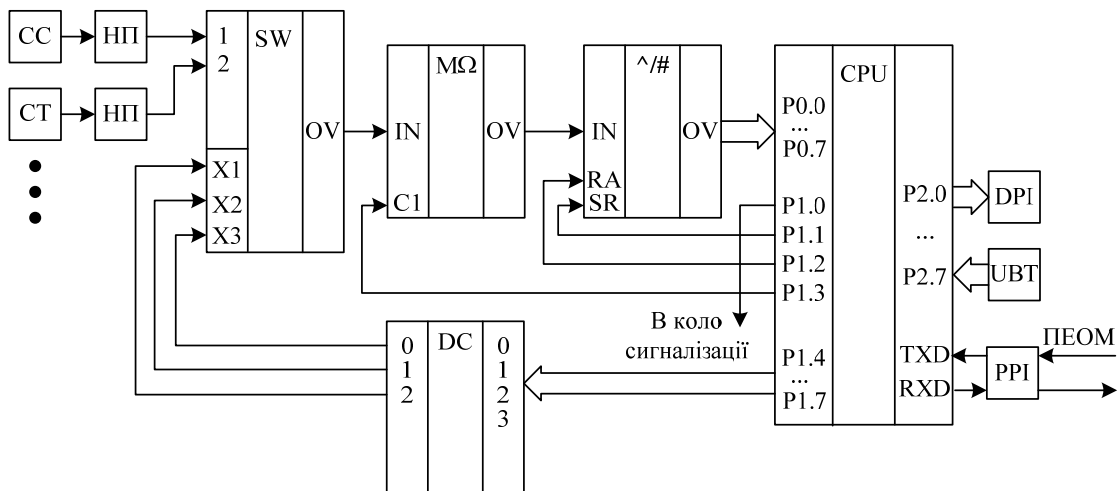 СС
НП
СТ
НП
1
2
SW
OV
X1
X2
X3
MΩ
IN
OV
C1
^/#
IN
OV
RA
SR
CPU
P0.0
...
P0.7
P1.0
P1.1
P1.2
P1.3
P1.4
...
P1.7
P2.0
...
P2.7
TXD
RXD
DPI
UBT
PPI
ПЕОМ
В коло
сигналізації
DC
0
1
2
0
1
2
3